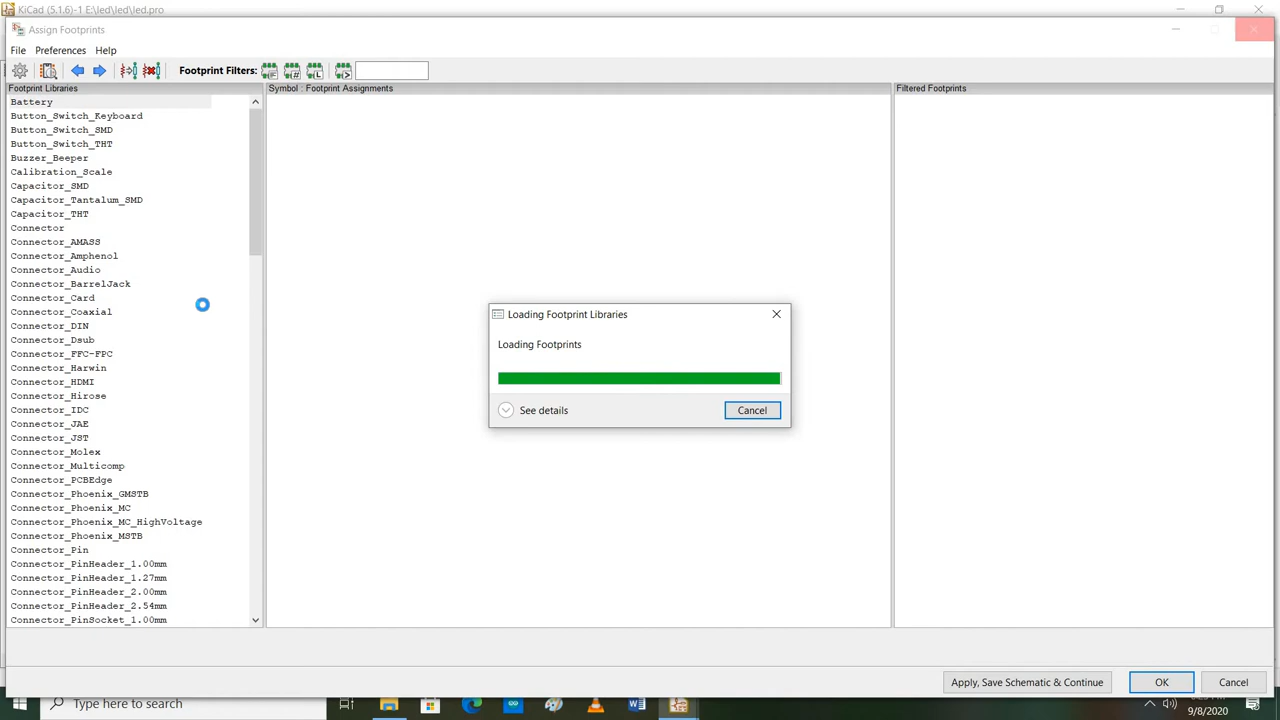 KiCad (5.1.6)-1 E:\led\led\led.pro
Assign Footprints
File Preferences Help
Footprint Filters:
Footprint Libraries
Symbol : Footprint Assignments
Filtered Footprints
Battery
Button_Switch_Keyboard
Button_Switch_SMD
Button_Switch_THT
Buzzer_Beeper
Calibration_Scale
Capacitor_SMD
Capacitor_Tantalum_SMD
Capacitor_THT
Connector
Connector_AMASS
Connector_Amphenol
Connector_Audio
Connector_BarrelJack
Connector_Card
Connector_Coaxial
Connector_DIN
Connector_Dsub
Connector_FFC-FPC
Connector_Harwin
Connector_HDMI
Connector_Hirose
Connector_IDC
Connector_JAE
Connector_JST
Connector_Molex
Connector_Multicomp
Connector_PCBEdge
Connector_Phoenix_GMSTB
Connector_Phoenix_MC
Connector_Phoenix_MC_HighVoltage
Connector_Phoenix_MSTB
Connector_Pin
Connector_PinHeader_1.00mm
Connector_PinHeader_1.27mm
Connector_PinHeader_2.00mm
Connector_PinHeader_2.54mm
Connector_PinSocket_1.00mm
Loading Footprint Libraries
Loading Footprints
See details
Cancel
Apply, Save Schematic & Continue
OK
Cancel
Type here to search
9/8/2020